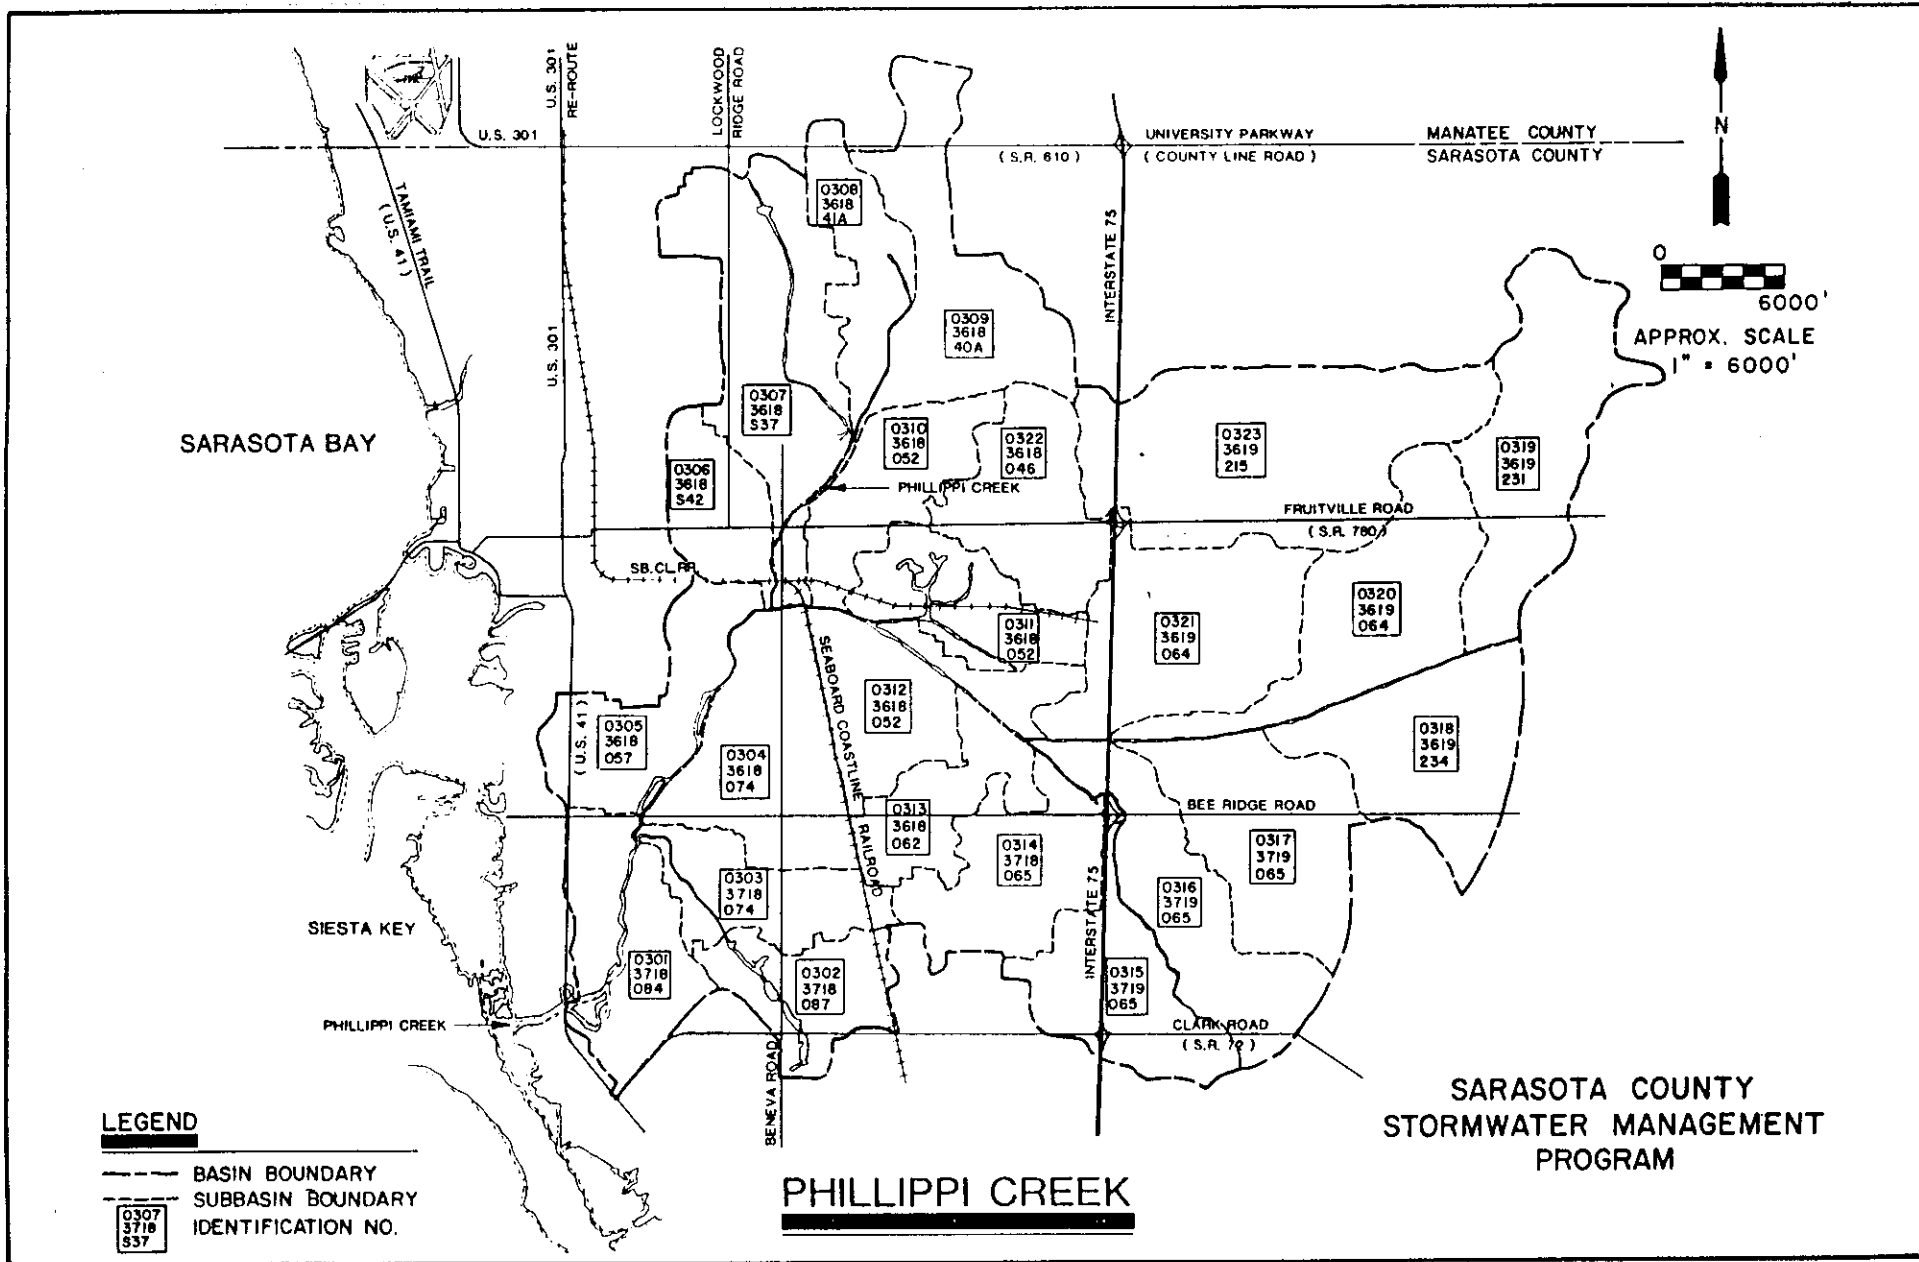 U.S. 301
RE-ROUTE
LOCKWOOD
RIDGE ROAD
U.S. 301
(S.R. 610)
UNIVERSITY PARKWAY
(COUNTY LINE ROAD)
MANATEE COUNTY
SARASOTA COUNTY
N
TAMIAMI TRAIL
(U.S. 41)
0308
3618
41A
INTERSTATE 75
0
6000'
APPROX. SCALE
1" = 6000'
U.S. 301
0309
3618
40A
0307
3618
S37
SARASOTA BAY
0310
3618
052
0322
3618
046
0323
3619
215
0319
3619
231
0306
3618
S42
PHILLIPPI CREEK
FRUITVILLE ROAD
(S.R. 780)
SB.CL.RR.
0311
3618
052
0321
3619
064
0320
3619
064
SEABOARD COASTLINE RAILROAD
0312
3618
052
(U.S. 41)
0305
3618
057
0304
3618
074
0318
3619
234
BEE RIDGE ROAD
0313
3618
062
0314
3718
065
0317
3719
065
0303
3718
074
INTERSTATE 75
0316
3719
065
SIESTA KEY
0301
3718
084
0302
3718
087
0315
3719
065
PHILLIPPI CREEK
CLARK ROAD
(S.R. 72)
BENEVA ROAD
LEGEND
BASIN BOUNDARY
SUBBASIN BOUNDARY
0307
3718
S37
IDENTIFICATION NO.
PHILLIPPI CREEK
SARASOTA COUNTY
STORMWATER MANAGEMENT
PROGRAM